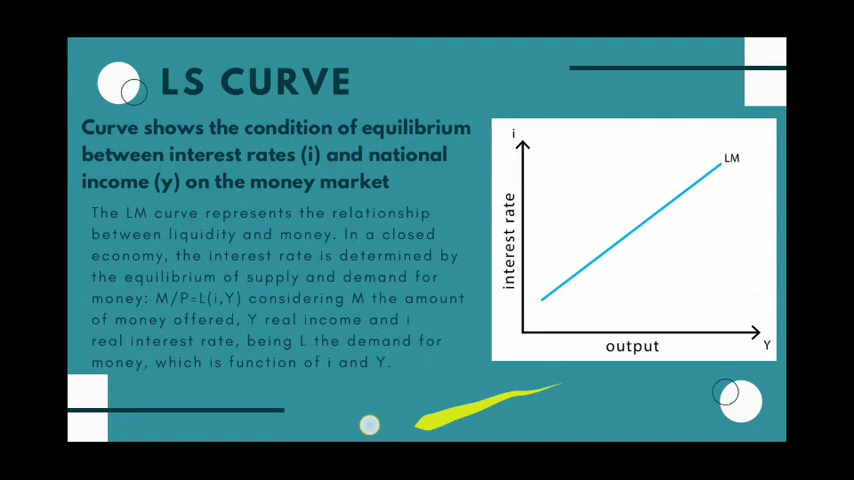 LS CURVE
Curve shows the condition of equilibrium
between interest rates (i) and national
income (y) on the money market
The LM curve represents the relationship
between liquidity and money. In a closed
economy, the interest rate is determined by
the equilibrium of supply and demand for
money: M/P=L(i,Y) considering M the amount
of money offered, Y real income and i
real interest rate, being L the demand for
money, which is function of i and Y.
i
LM
interest rate
output
Y